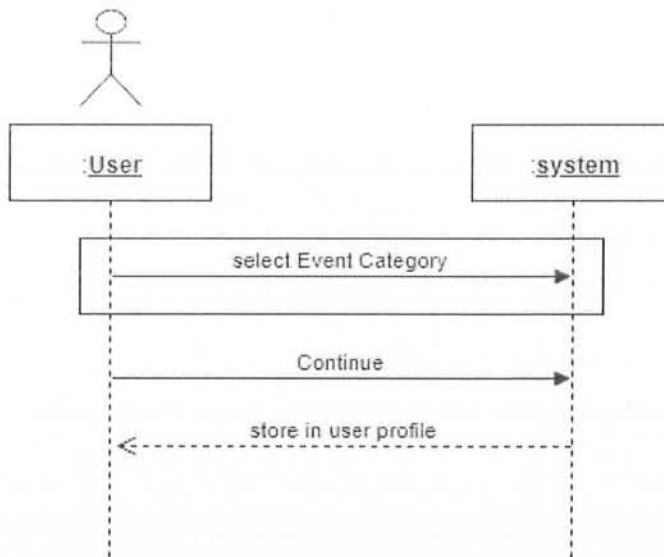 :User
:system
select Event Category
Continue
store in user profile